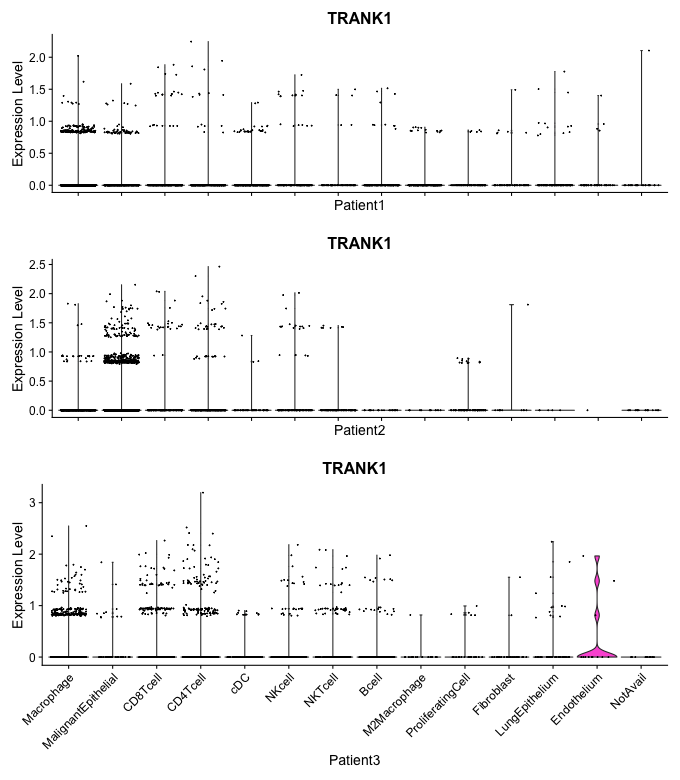 TRANK1
Expression Level
2.0
1.5
1.0
0.5
0.0
Patient1
TRANK1
Expression Level
2.5
2.0
1.5
1.0
0.5
0.0
Patient2
TRANK1
Expression Level
3
2
1
0
Macrophage
MalignantEpithelial
CD8Tcell
CD4Tcell
cDC
NKcell
NKTcell
Bcell
M2Macrophage
ProliferatingCell
Fibroblast
LungEpithelium
Endothelium
NotAvail
Patient3